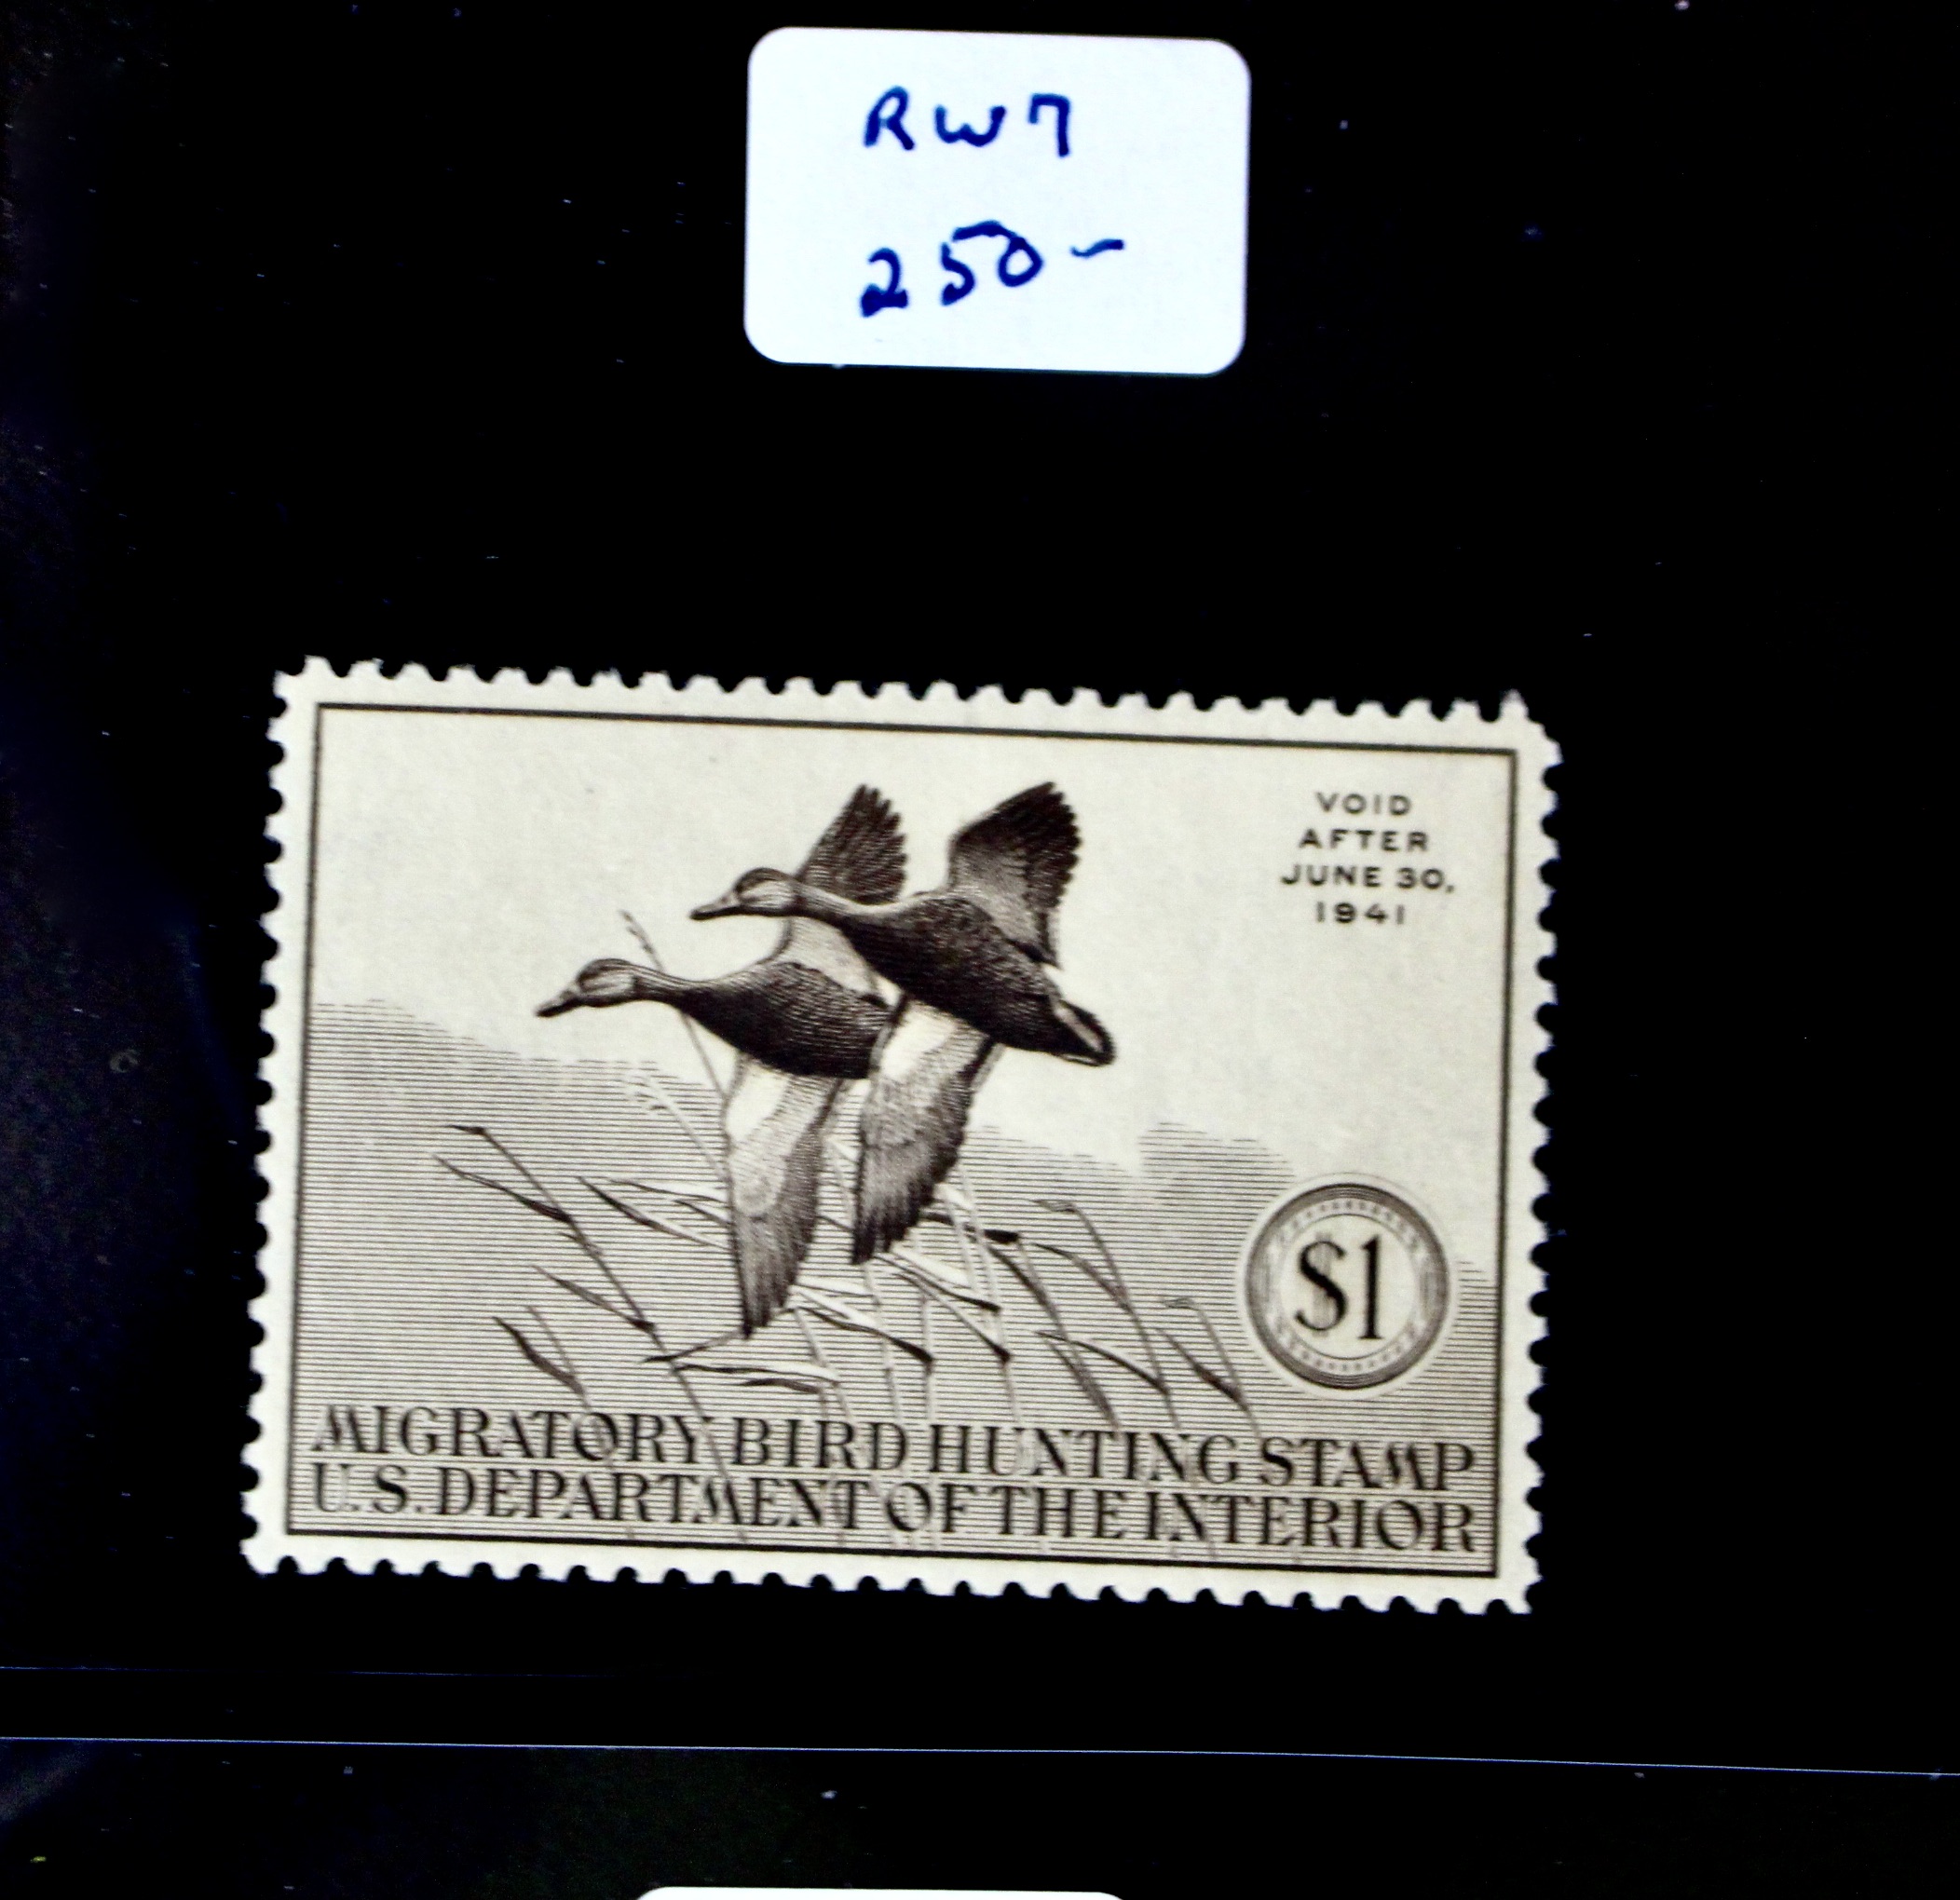 RW7
250-
VOID
AFTER
JUNE 30,
1941
$1
MIGRATORY BIRD HUNTING STAMP
U.S. DEPARTMENT OF THE INTERIOR